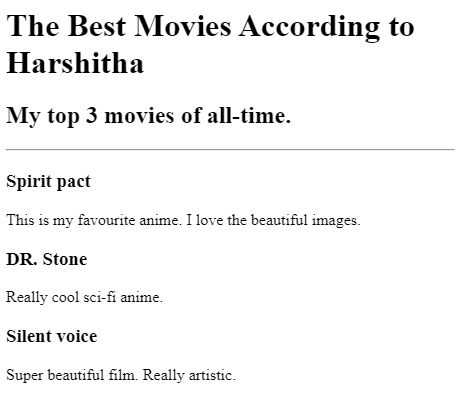 The Best Movies According to
Harshitha
My top 3 movies of all-time.
Spirit pact
This is my favourite anime. I love the beautiful images.
DR. Stone
Really cool sci-fi anime.
Silent voice
Super beautiful film. Really artistic.